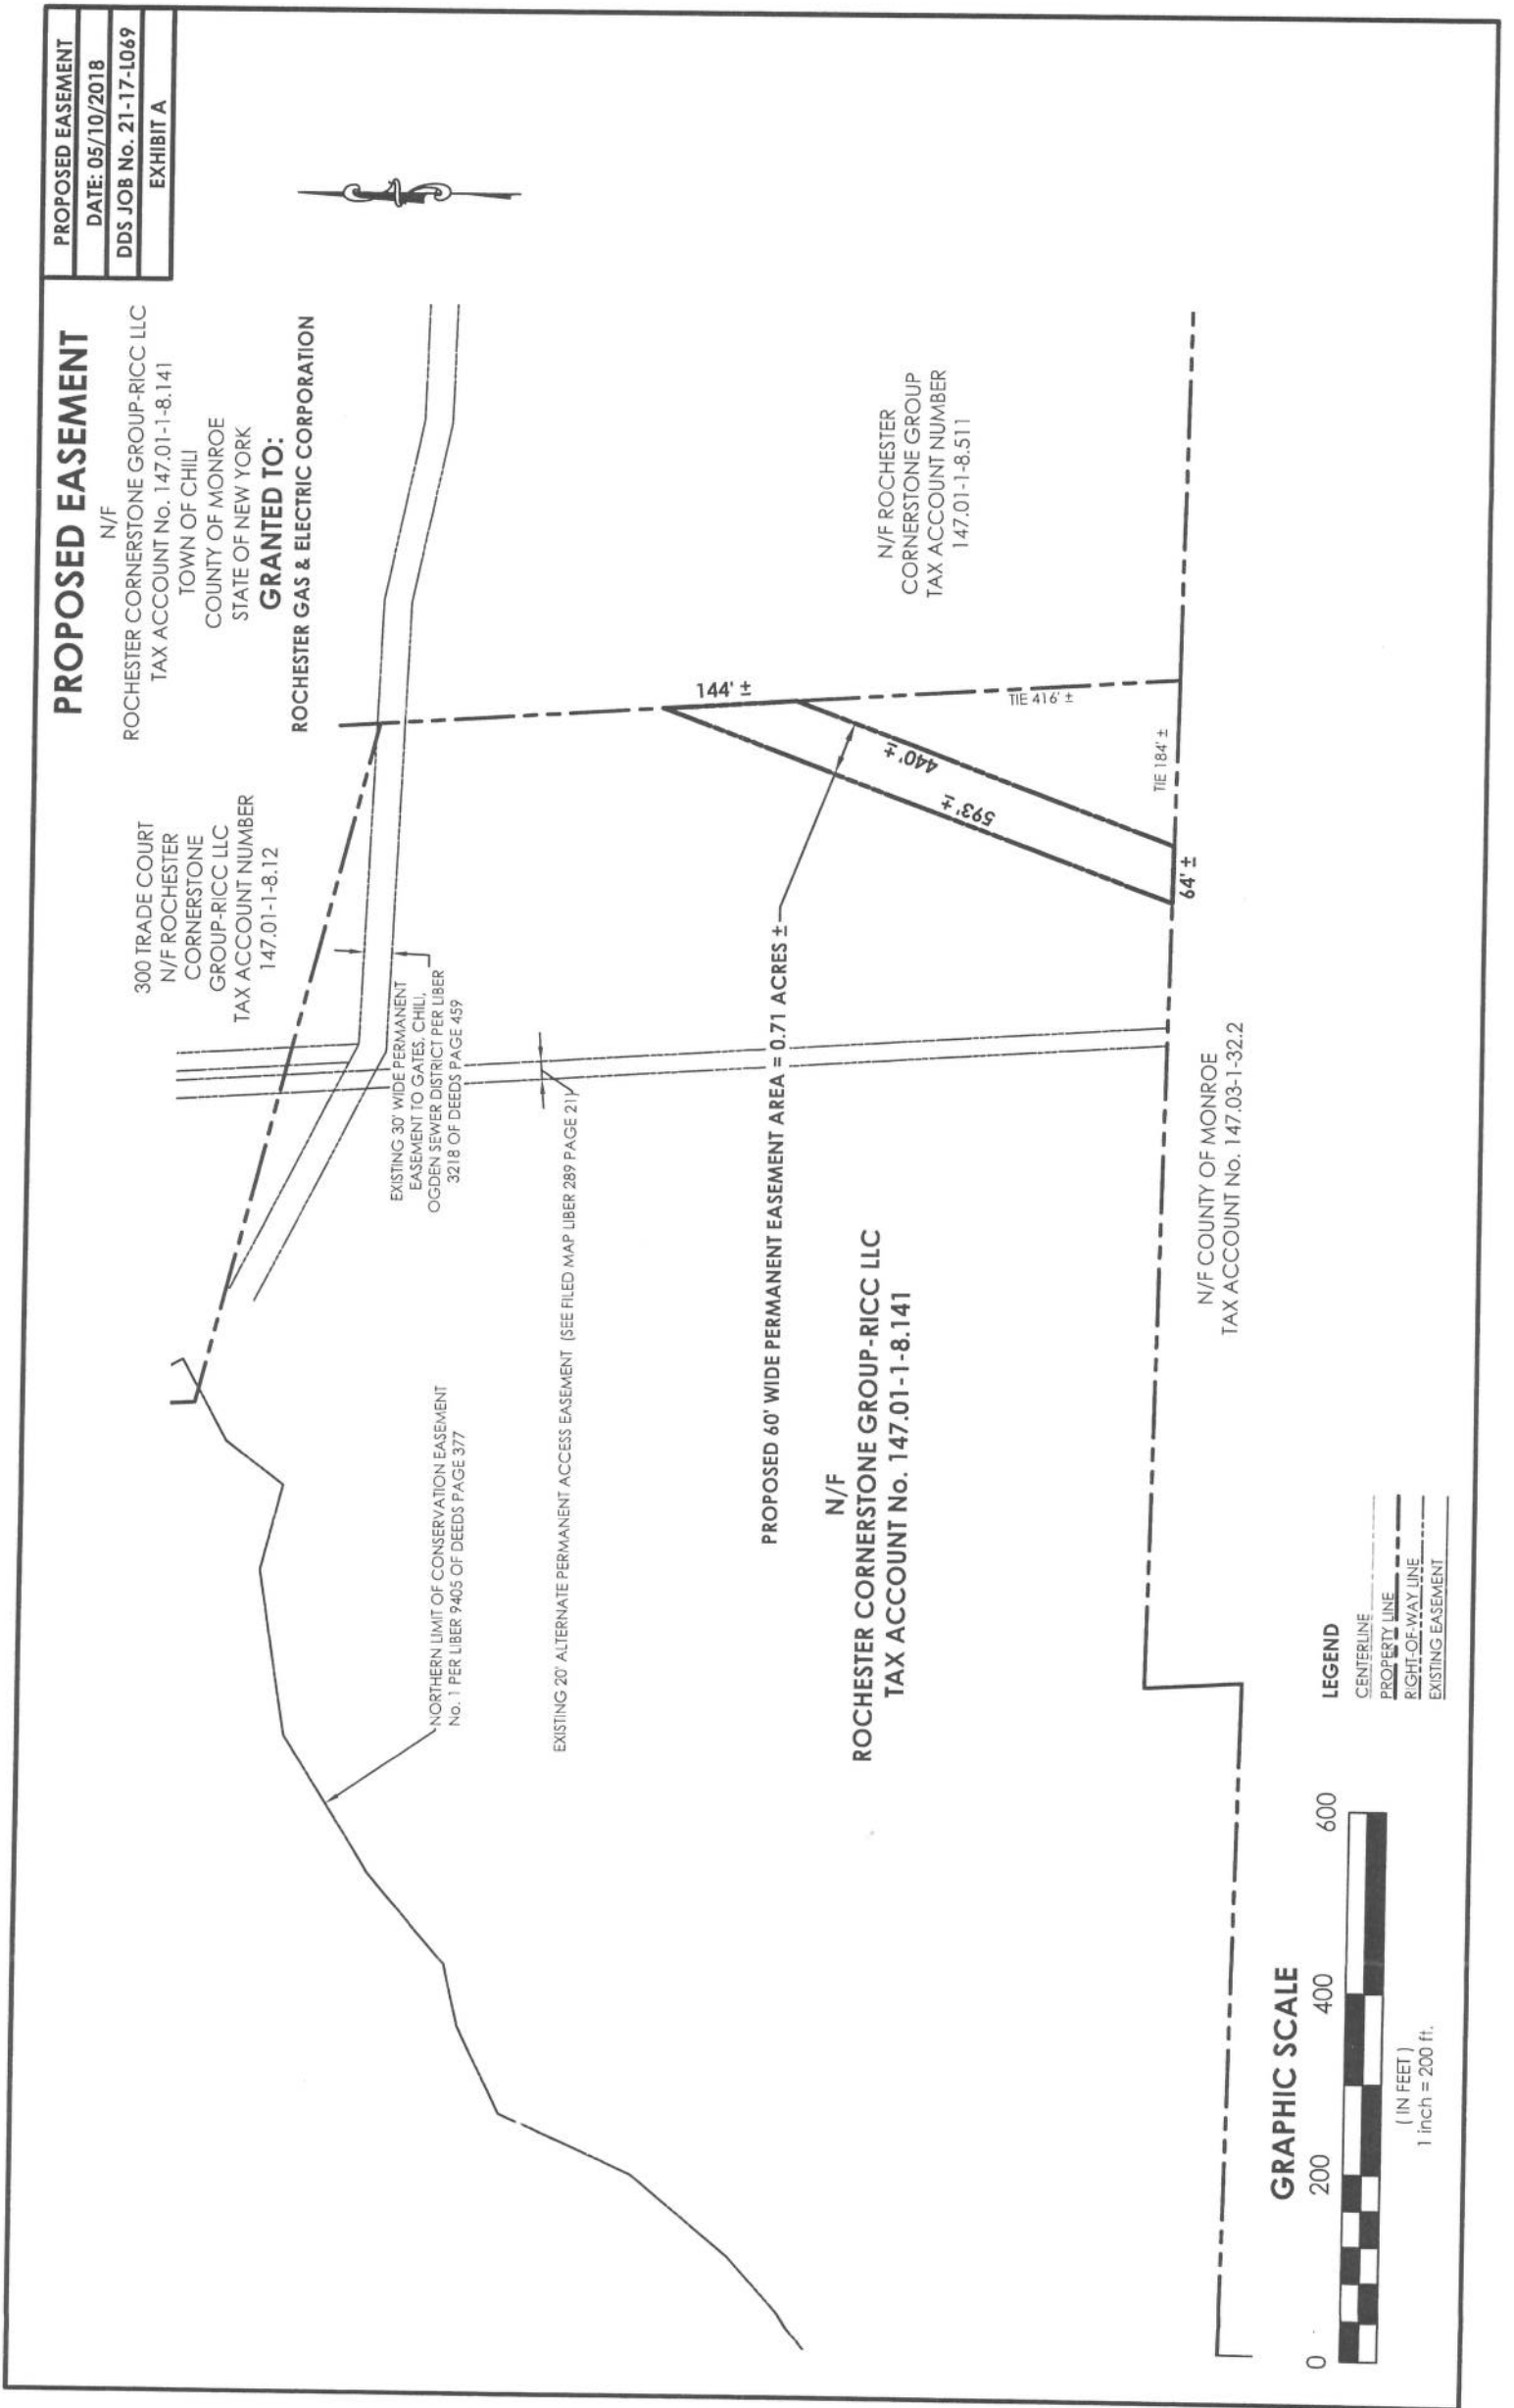 PROPOSED EASEMENT
DATE: 05/10/2018
DDS JOB No. 21-17-L069
EXHIBIT A
PROPOSED EASEMENT
N/F
ROCHESTER CORNERSTONE GROUP-RICC LLC
TAX ACCOUNT No. 147.01-1-8.141
TOWN OF CHILI
COUNTY OF MONROE
STATE OF NEW YORK
GRANTED TO:
ROCHESTER GAS & ELECTRIC CORPORATION
300 TRADE COURT
N/F ROCHESTER
CORNERSTONE
GROUP-RICC LLC
TAX ACCOUNT NUMBER
147.01-1-8.12
EXISTING 30' WIDE PERMANENT
EASEMENT TO GATES, CHILI,
OGDEN SEWER DISTRICT PER LIBER
3218 OF DEEDS PAGE 459
NORTHERN LIMIT OF CONSERVATION EASEMENT
No. 1 PER LIBER 9405 OF DEEDS PAGE 377
EXISTING 20' ALTERNATE PERMANENT ACCESS EASEMENT (SEE FILED MAP LIBER 289 PAGE 21)
144' ±
TIE 416' ±
440'±
593'±
TIE 184' ±
64' ±
PROPOSED 60' WIDE PERMANENT EASEMENT AREA = 0.71 ACRES ±
N/F ROCHESTER
CORNERSTONE GROUP
TAX ACCOUNT NUMBER
147.01-1-8.511
N/F
ROCHESTER CORNERSTONE GROUP-RICC LLC
TAX ACCOUNT No. 147.01-1-8.141
N/F COUNTY OF MONROE
TAX ACCOUNT No. 147.03-1-32.2
GRAPHIC SCALE
0 200 400 600
( IN FEET )
1 inch = 200 ft.
LEGEND
CENTERLINE
PROPERTY LINE
RIGHT-OF-WAY LINE
EXISTING EASEMENT